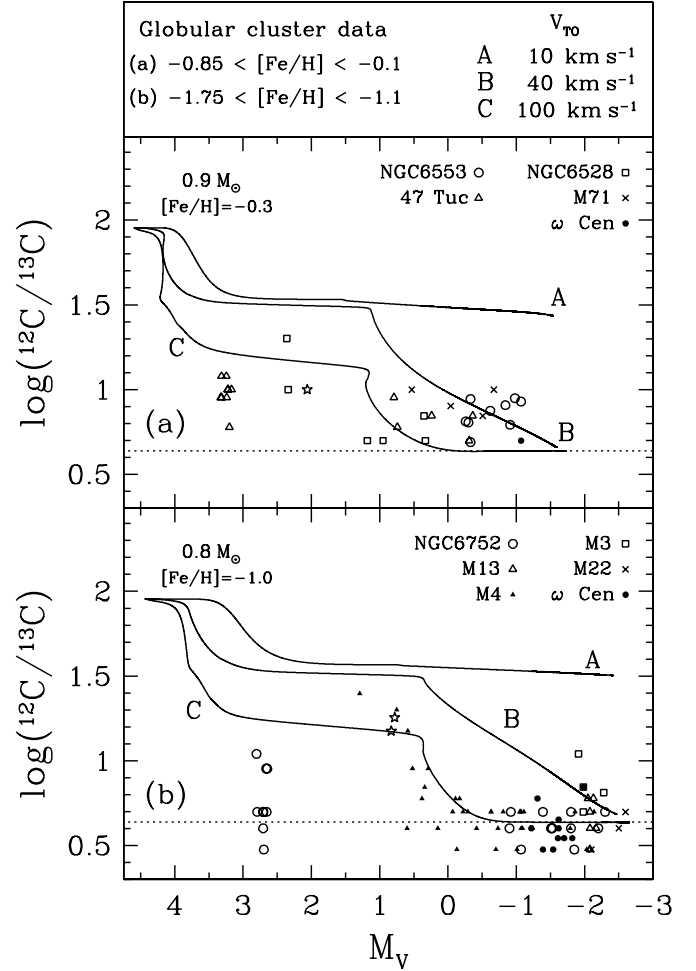 Globular cluster data
(a) −0.85 < [Fe/H] < −0.1
(b) −1.75 < [Fe/H] < −1.1
V_TO
A 10 km s⁻¹
B 40 km s⁻¹
C 100 km s⁻¹
0.9 M⊙
[Fe/H]=−0.3
NGC6553 ○ NGC6528 □
47 Tuc △ M71 ×
ω Cen •
2
1.5
1
0.5
log(¹²C/¹³C)
A
B
C
(a)
0.8 M⊙
[Fe/H]=−1.0
NGC6752 ○ M3 □
M13 △ M22 ×
M4 ▴ ω Cen •
2
1.5
1
0.5
log(¹²C/¹³C)
A
B
C
(b)
4 3 2 1 0 −1 −2 −3
M_V